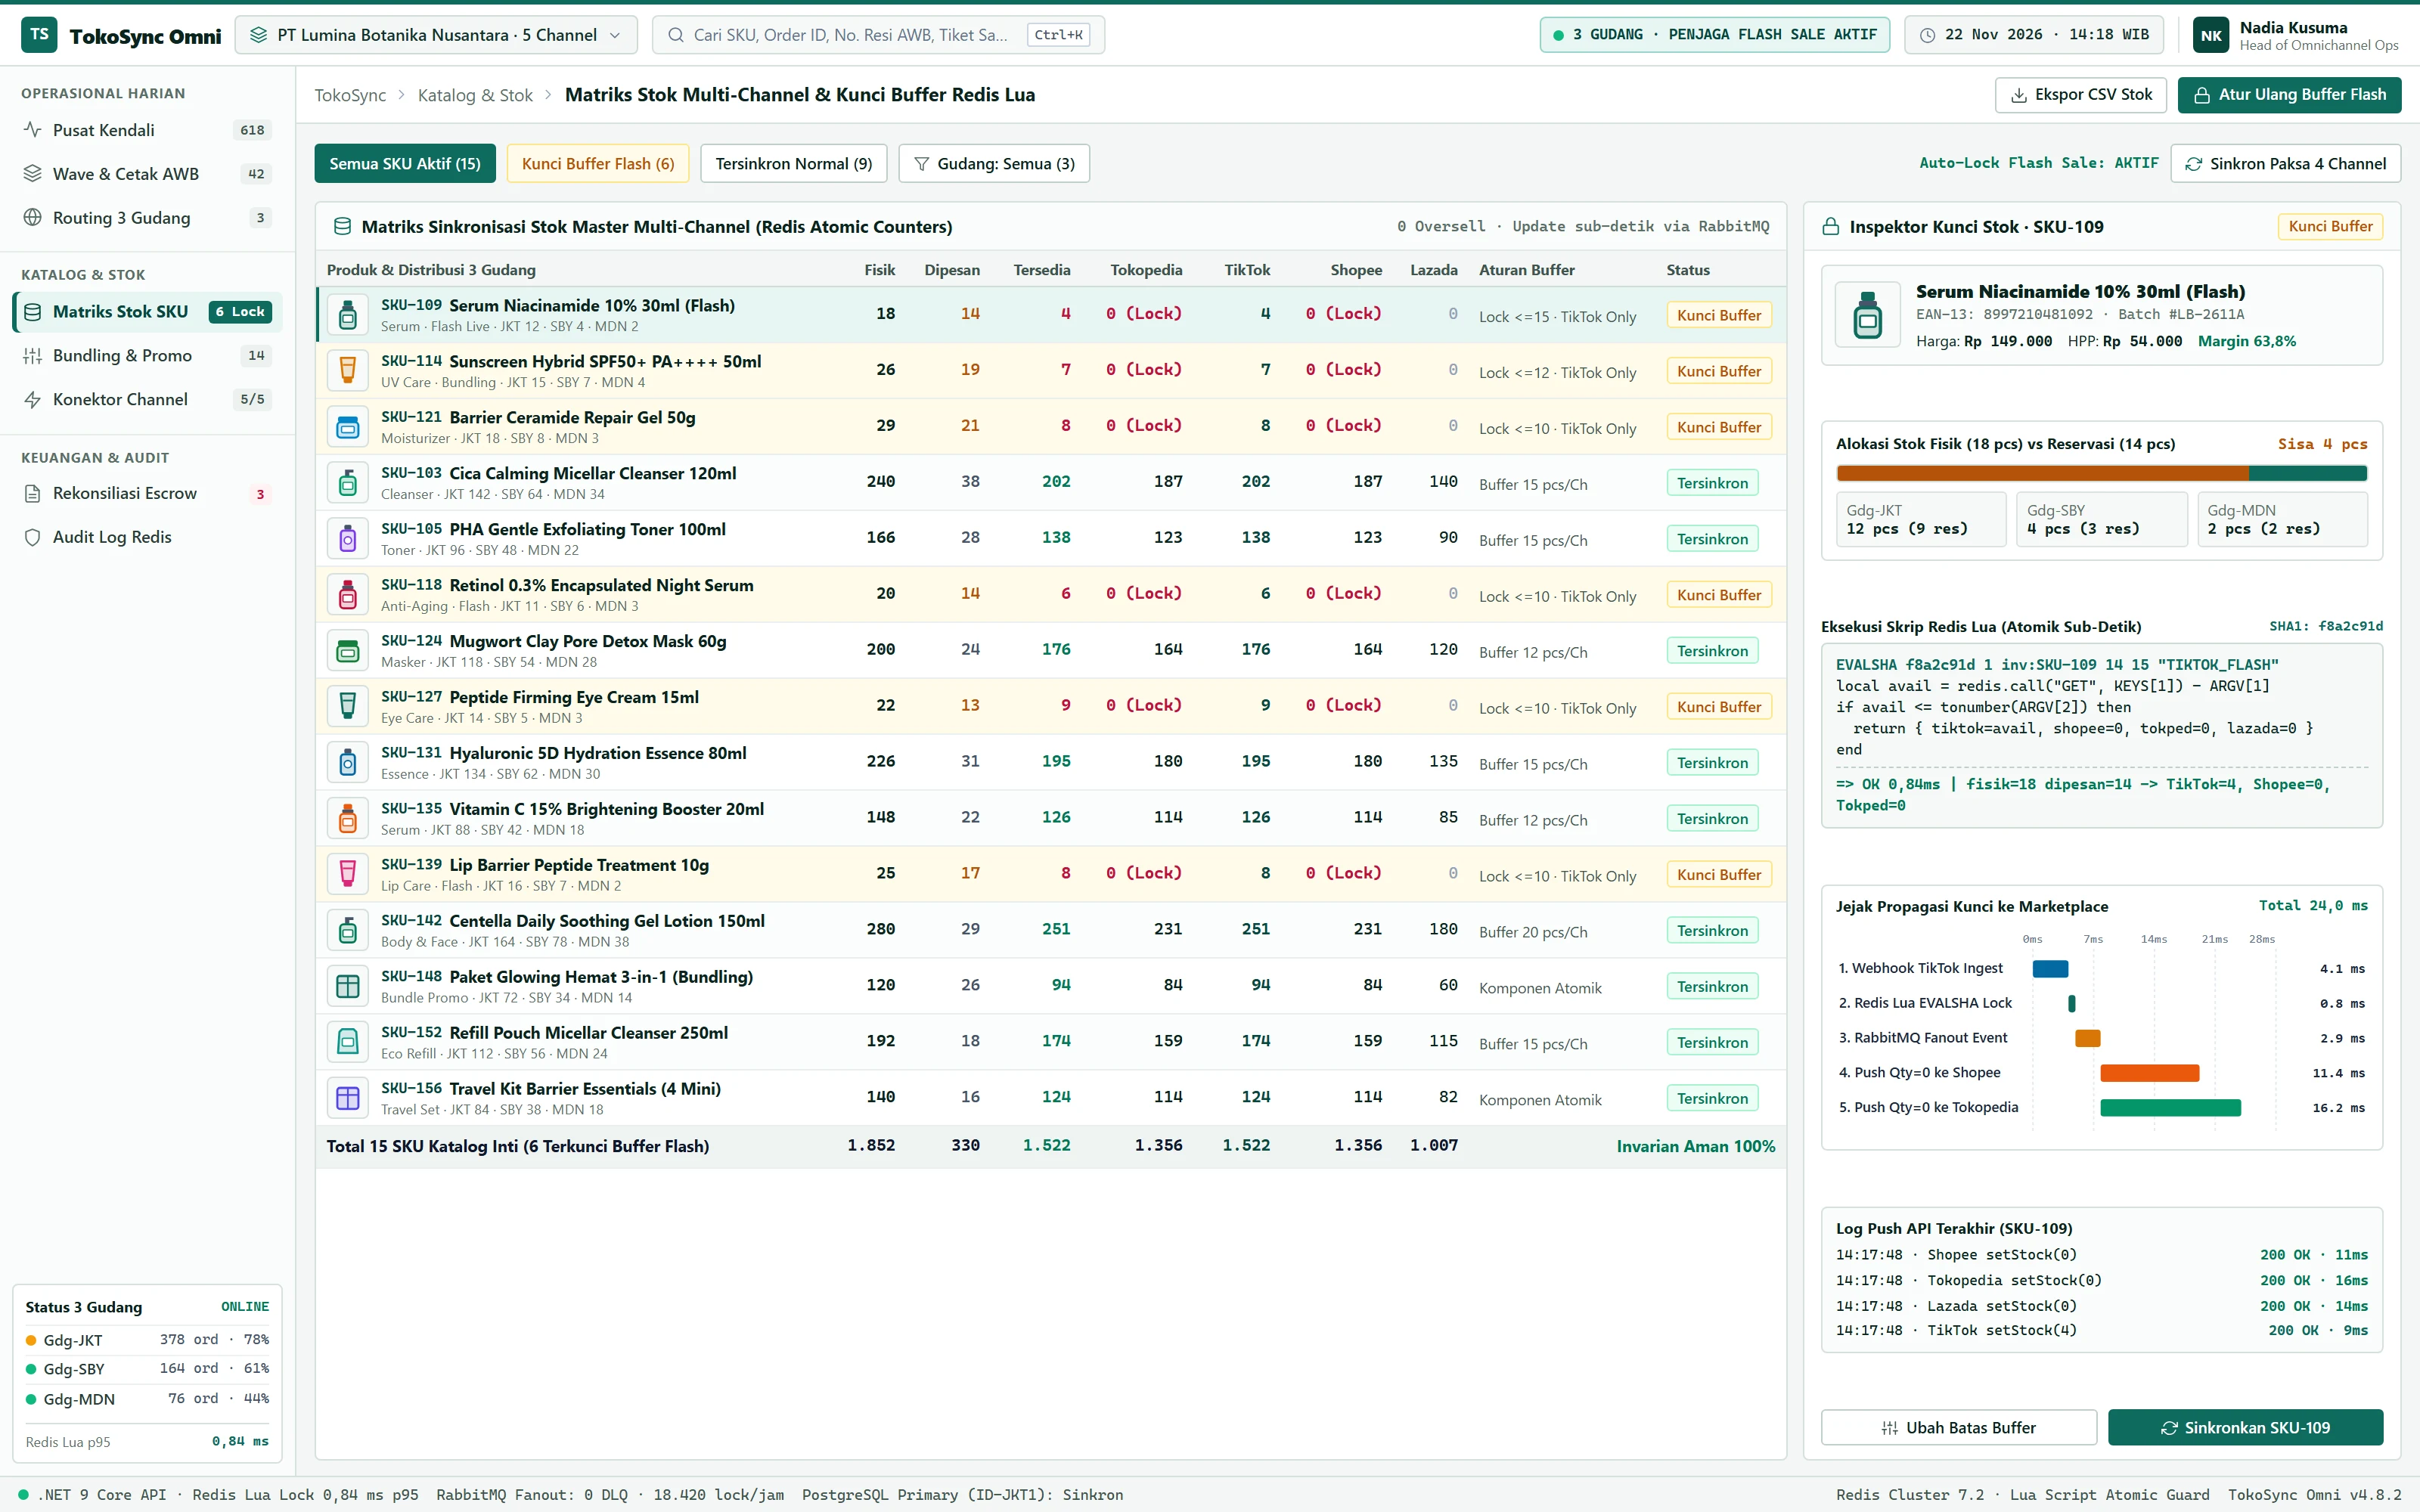 TS TokoSync Omni PT Lumina Botanika Nusantara · 5 Channel Cari SKU, Order ID, No. Resi AWB, Tiket Sa... Ctrl+K 3 GUDANG · PENJAGA FLASH SALE AKTIF 22 Nov 2026 · 14:18 WIB NK Nadia Kusuma
Head of Omnichannel Ops
OPERASIONAL HARIAN
Pusat Kendali 618
Wave & Cetak AWB 42
Routing 3 Gudang 3
KATALOG & STOK
Matriks Stok SKU 6 Lock
Bundling & Promo 14
Konektor Channel 5/5
KEUANGAN & AUDIT
Rekonsiliasi Escrow 3
Audit Log Redis
Status 3 Gudang ONLINE
Gdg-JKT 378 ord · 78%
Gdg-SBY 164 ord · 61%
Gdg-MDN 76 ord · 44%
Redis Lua p95 0,84 ms
TokoSync > Katalog & Stok > Matriks Stok Multi-Channel & Kunci Buffer Redis Lua Ekspor CSV Stok Atur Ulang Buffer Flash
Semua SKU Aktif (15) Kunci Buffer Flash (6) Tersinkron Normal (9) Gudang: Semua (3) Auto-Lock Flash Sale: AKTIF Sinkron Paksa 4 Channel
Matriks Sinkronisasi Stok Master Multi-Channel (Redis Atomic Counters) 0 Oversell · Update sub-detik via RabbitMQ
Produk & Distribusi 3 Gudang Fisik Dipesan Tersedia Tokopedia TikTok Shopee Lazada Aturan Buffer Status
SKU-109 Serum Niacinamide 10% 30ml (Flash) 18 14 4 0 (Lock) 4 0 (Lock) 0 Lock <=15 · TikTok Only Kunci Buffer
Serum · Flash Live · JKT 12 · SBY 4 · MDN 2
SKU-114 Sunscreen Hybrid SPF50+ PA++++ 50ml 26 19 7 0 (Lock) 7 0 (Lock) 0 Lock <=12 · TikTok Only Kunci Buffer
UV Care · Bundling · JKT 15 · SBY 7 · MDN 4
SKU-121 Barrier Ceramide Repair Gel 50g 29 21 8 0 (Lock) 8 0 (Lock) 0 Lock <=10 · TikTok Only Kunci Buffer
Moisturizer · JKT 18 · SBY 8 · MDN 3
SKU-103 Cica Calming Micellar Cleanser 120ml 240 38 202 187 202 187 140 Buffer 15 pcs/Ch Tersinkron
Cleanser · JKT 142 · SBY 64 · MDN 34
SKU-105 PHA Gentle Exfoliating Toner 100ml 166 28 138 123 138 123 90 Buffer 15 pcs/Ch Tersinkron
Toner · JKT 96 · SBY 48 · MDN 22
SKU-118 Retinol 0.3% Encapsulated Night Serum 20 14 6 0 (Lock) 6 0 (Lock) 0 Lock <=10 · TikTok Only Kunci Buffer
Anti-Aging · Flash · JKT 11 · SBY 6 · MDN 3
SKU-124 Mugwort Clay Pore Detox Mask 60g 200 24 176 164 176 164 120 Buffer 12 pcs/Ch Tersinkron
Masker · JKT 118 · SBY 54 · MDN 28
SKU-127 Peptide Firming Eye Cream 15ml 22 13 9 0 (Lock) 9 0 (Lock) 0 Lock <=10 · TikTok Only Kunci Buffer
Eye Care · JKT 14 · SBY 5 · MDN 3
SKU-131 Hyaluronic 5D Hydration Essence 80ml 226 31 195 180 195 180 135 Buffer 15 pcs/Ch Tersinkron
Essence · JKT 134 · SBY 62 · MDN 30
SKU-135 Vitamin C 15% Brightening Booster 20ml 148 22 126 114 126 114 85 Buffer 12 pcs/Ch Tersinkron
Serum · JKT 88 · SBY 42 · MDN 18
SKU-139 Lip Barrier Peptide Treatment 10g 25 17 8 0 (Lock) 8 0 (Lock) 0 Lock <=10 · TikTok Only Kunci Buffer
Lip Care · Flash · JKT 16 · SBY 7 · MDN 2
SKU-142 Centella Daily Soothing Gel Lotion 150ml 280 29 251 231 251 231 180 Buffer 20 pcs/Ch Tersinkron
Body & Face · JKT 164 · SBY 78 · MDN 38
SKU-148 Paket Glowing Hemat 3-in-1 (Bundling) 120 26 94 84 94 84 60 Komponen Atomik Tersinkron
Bundle Promo · JKT 72 · SBY 34 · MDN 14
SKU-152 Refill Pouch Micellar Cleanser 250ml 192 18 174 159 174 159 115 Buffer 15 pcs/Ch Tersinkron
Eco Refill · JKT 112 · SBY 56 · MDN 24
SKU-156 Travel Kit Barrier Essentials (4 Mini) 140 16 124 114 124 114 82 Komponen Atomik Tersinkron
Travel Set · JKT 84 · SBY 38 · MDN 18
Total 15 SKU Katalog Inti (6 Terkunci Buffer Flash) 1.852 330 1.522 1.356 1.522 1.356 1.007 Invarian Aman 100%
Inspektor Kunci Stok · SKU-109 Kunci Buffer
Serum Niacinamide 10% 30ml (Flash)
EAN-13: 8997210481092 · Batch #LB-2611A
Harga: Rp 149.000 HPP: Rp 54.000 Margin 63,8%
Alokasi Stok Fisik (18 pcs) vs Reservasi (14 pcs) Sisa 4 pcs
Gdg-JKT Gdg-SBY Gdg-MDN
12 pcs (9 res) 4 pcs (3 res) 2 pcs (2 res)
Eksekusi Skrip Redis Lua (Atomik Sub-Detik) SHA1: f8a2c91d
EVALSHA f8a2c91d 1 inv:SKU-109 14 15 "TIKTOK_FLASH"
local avail = redis.call("GET", KEYS[1]) - ARGV[1]
if avail <= tonumber(ARGV[2]) then
return { tiktok=avail, shopee=0, tokped=0, lazada=0 }
end
=> OK 0,84ms | fisik=18 dipesan=14 -> TikTok=4, Shopee=0,
Tokped=0
Jejak Propagasi Kunci ke Marketplace Total 24,0 ms
0ms 7ms 14ms 21ms 28ms
1. Webhook TikTok Ingest 4.1 ms
2. Redis Lua EVALSHA Lock 0.8 ms
3. RabbitMQ Fanout Event 2.9 ms
4. Push Qty=0 ke Shopee 11.4 ms
5. Push Qty=0 ke Tokopedia 16.2 ms
Log Push API Terakhir (SKU-109)
14:17:48 · Shopee setStock(0) 200 OK · 11ms
14:17:48 · Tokopedia setStock(0) 200 OK · 16ms
14:17:48 · Lazada setStock(0) 200 OK · 14ms
14:17:48 · TikTok setStock(4) 200 OK · 9ms
Ubah Batas Buffer Sinkronkan SKU-109
.NET 9 Core API · Redis Lua Lock 0,84 ms p95 RabbitMQ Fanout: 0 DLQ · 18.420 lock/jam PostgreSQL Primary (ID-JKT1): Sinkron Redis Cluster 7.2 · Lua Script Atomic Guard TokoSync Omni v4.8.2